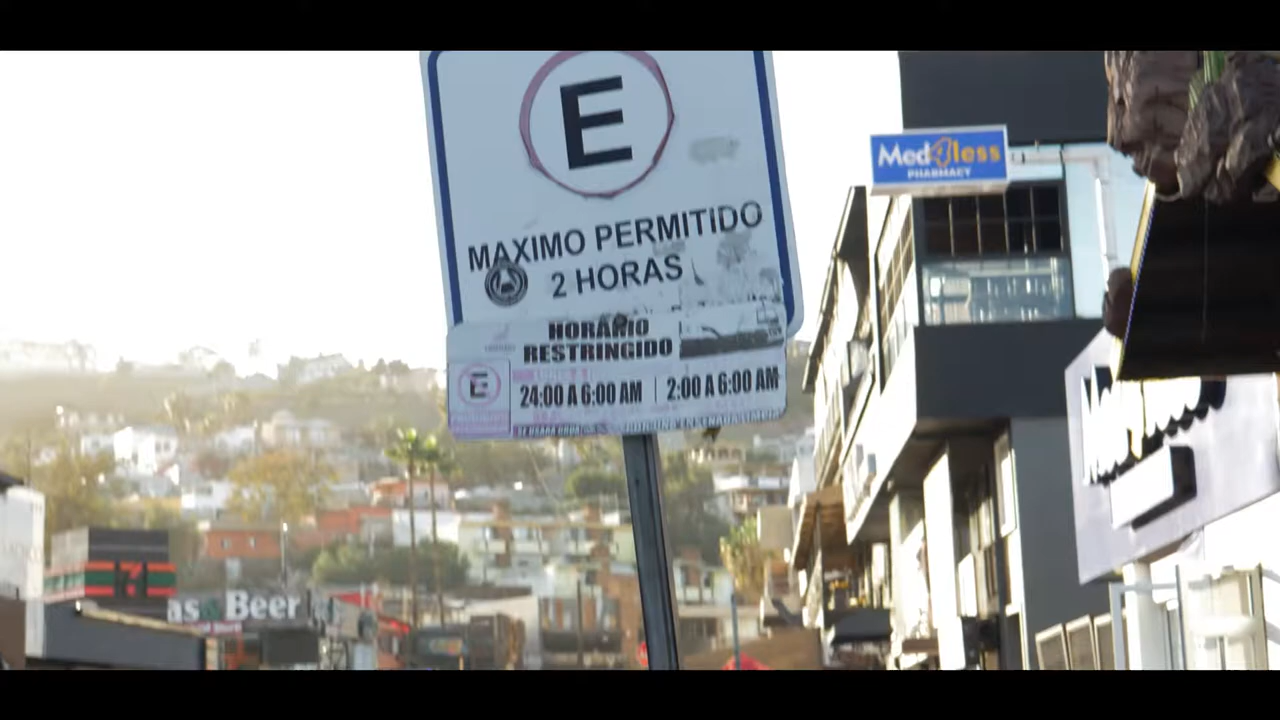 E
MAXIMO PERMITIDO
2 HORAS
HORARIO
RESTRINGIDO
E
24:00 A 6:00 AM
2:00 A 6:00 AM
Med4less
PHARMACY
7
Beer